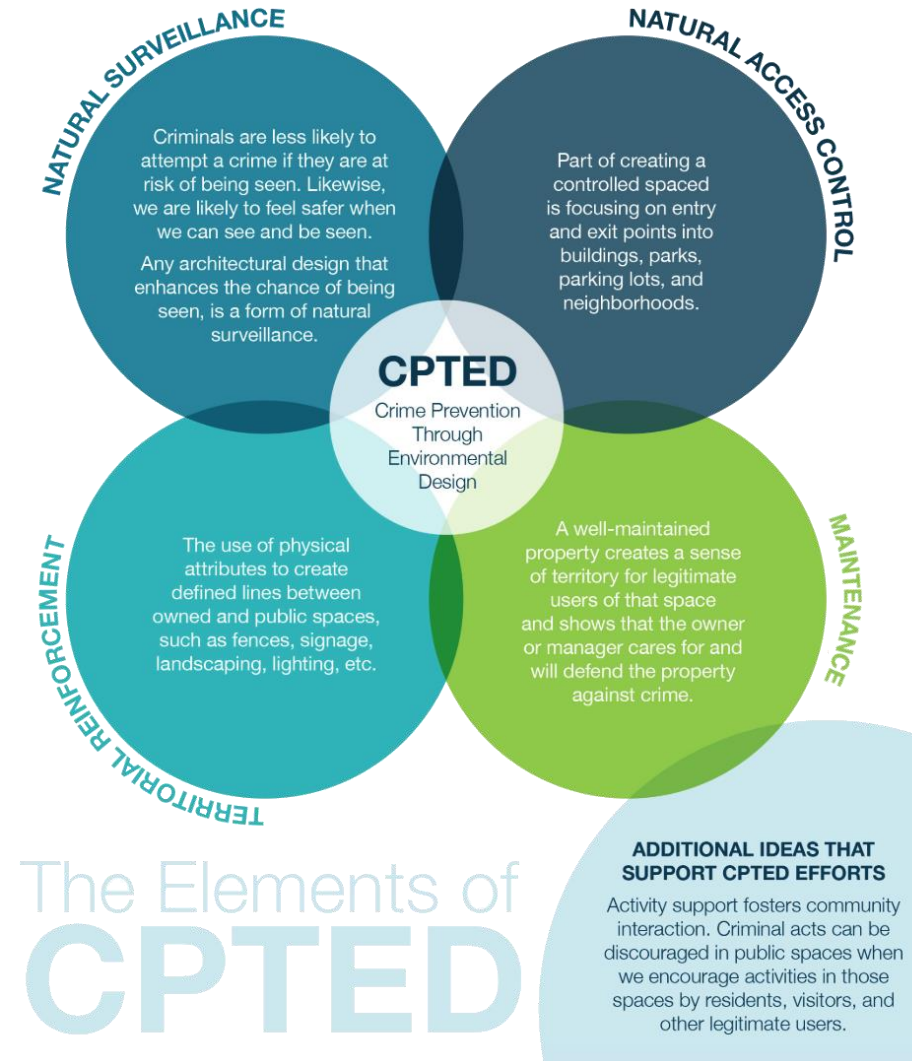 NATURAL SURVEILLANCE
Criminals are less likely to
attempt a crime if they are at
risk of being seen. Likewise,
we are likely to feel safer when
we can see and be seen.
Any architectural design that
enhances the chance of being
seen, is a form of natural
surveillance.
NATURAL ACCESS CONTROL
Part of creating a
controlled spaced
is focusing on entry
and exit points into
buildings, parks,
parking lots, and
neighborhoods.
CPTED
Crime Prevention
Through
Environmental
Design
TERRITORIAL REINFORCEMENT
The use of physical
attributes to create
defined lines between
owned and public spaces,
such as fences, signage,
landscaping, lighting, etc.
MAINTENANCE
A well-maintained
property creates a sense
of territory for legitimate
users of that space
and shows that the owner
or manager cares for and
will defend the property
against crime.
The Elements of
CPTED
ADDITIONAL IDEAS THAT
SUPPORT CPTED EFFORTS
Activity support fosters community
interaction. Criminal acts can be
discouraged in public spaces when
we encourage activities in those
spaces by residents, visitors, and
other legitimate users.